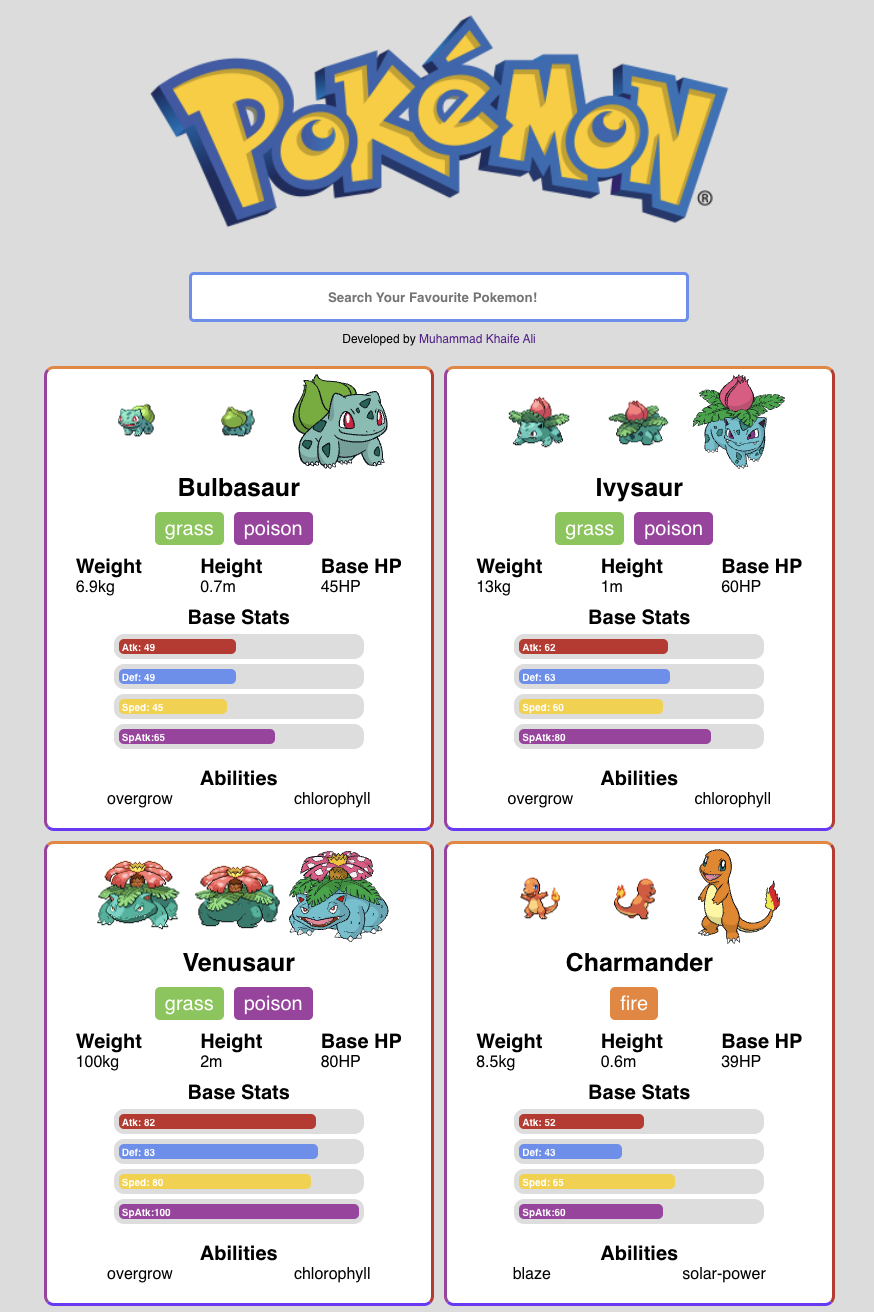 POKéMON®
Search Your Favourite Pokemon!
Developed by Muhammad Khaife Ali
Bulbasaur
grass poison
Weight Height Base HP
6.9kg 0.7m 45HP
Base Stats
Atk: 49
Def: 49
Sped: 45
SpAtk:65
Abilities
overgrow chlorophyll
Ivysaur
grass poison
Weight Height Base HP
13kg 1m 60HP
Base Stats
Atk: 62
Def: 63
Sped: 60
SpAtk:80
Abilities
overgrow chlorophyll
Venusaur
grass poison
Weight Height Base HP
100kg 2m 80HP
Base Stats
Atk: 82
Def: 83
Sped: 80
SpAtk:100
Abilities
overgrow chlorophyll
Charmander
fire
Weight Height Base HP
8.5kg 0.6m 39HP
Base Stats
Atk: 52
Def: 43
Sped: 65
SpAtk:60
Abilities
blaze solar-power